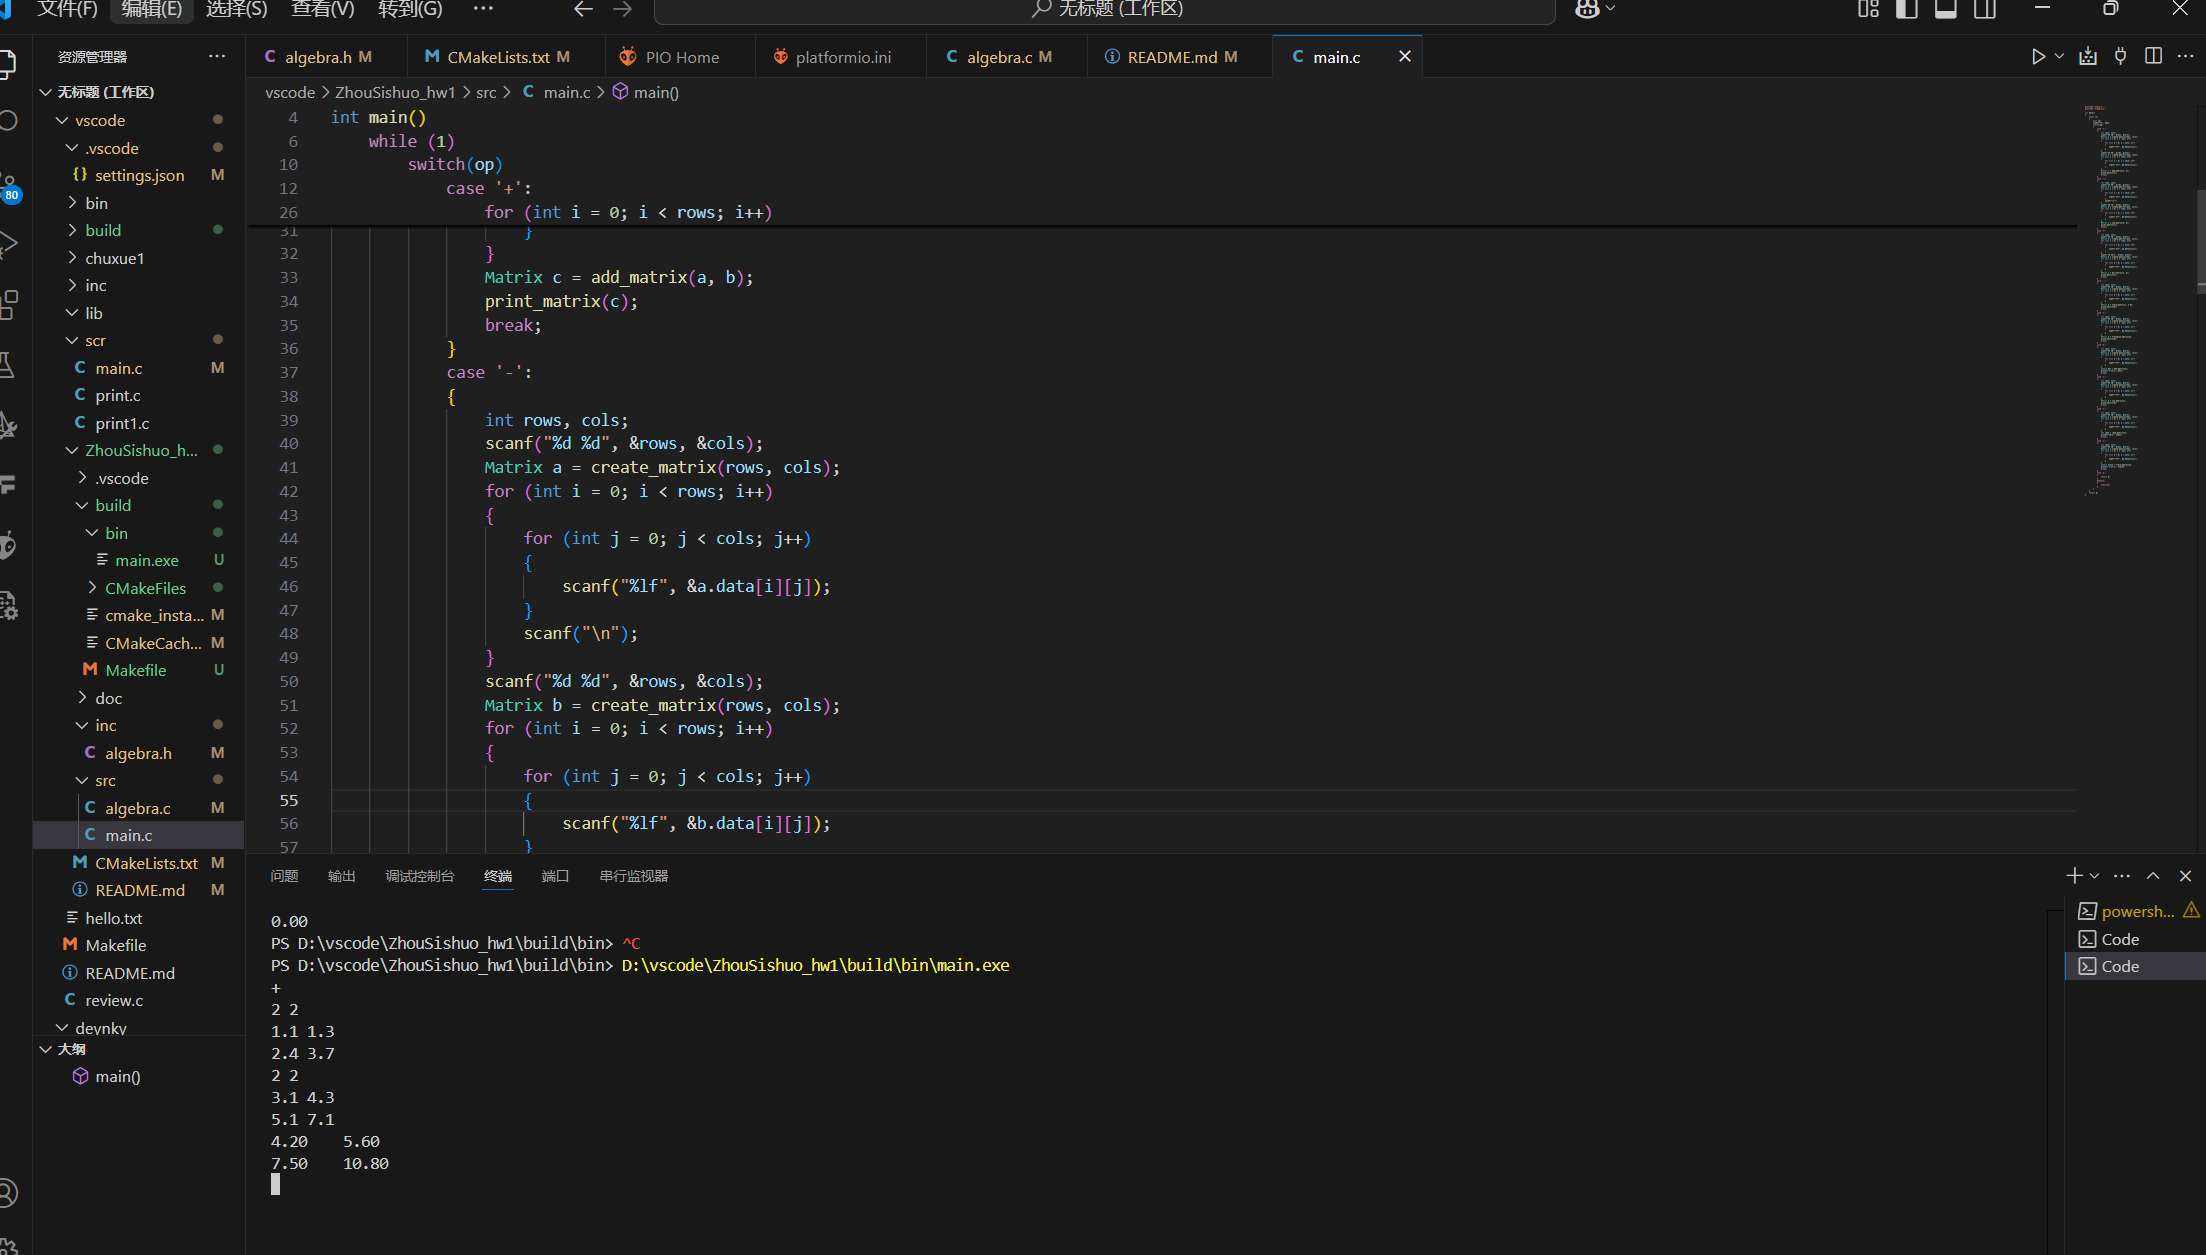 文件(F) 编辑(E) 选择(S) 查看(V) 转到(G) ··· 无标题 (工作区)
资源管理器 ···
algebra.h M CMakeLists.txt M PIO Home platformio.ini algebra.c M README.md M main.c
vscode > ZhouSishuo_hw1 > src > C main.c > main()
无标题 (工作区)
vscode
.vscode
{} settings.json M
bin
build
chuxue1
inc
lib
scr
C main.c M
C print.c
C print1.c
ZhouSishuo_h...
.vscode
build
bin
main.exe U
CMakeFiles
cmake_insta... M
CMakeCach... M
Makefile U
doc
inc
C algebra.h M
src
C algebra.c M
C main.c
CMakeLists.txt M
README.md M
hello.txt
Makefile
README.md
C review.c
deynky
大纲
main()
80
4 int main()
6 while (1)
10 switch(op)
12 case '+':
26 for (int i = 0; i < rows; i++)
31 }
32 }
33 Matrix c = add_matrix(a, b);
34 print_matrix(c);
35 break;
36 }
37 case '-':
38 {
39 int rows, cols;
40 scanf("%d %d", &rows, &cols);
41 Matrix a = create_matrix(rows, cols);
42 for (int i = 0; i < rows; i++)
43 {
44 for (int j = 0; j < cols; j++)
45 {
46 scanf("%lf", &a.data[i][j]);
47 }
48 scanf("\n");
49 }
50 scanf("%d %d", &rows, &cols);
51 Matrix b = create_matrix(rows, cols);
52 for (int i = 0; i < rows; i++)
53 {
54 for (int j = 0; j < cols; j++)
55 {
56 scanf("%lf", &b.data[i][j]);
57 }
问题 输出 调试控制台 终端 端口 串行监视器
0.00
PS D:\vscode\ZhouSishuo_hw1\build\bin> ^C
PS D:\vscode\ZhouSishuo_hw1\build\bin> D:\vscode\ZhouSishuo_hw1\build\bin\main.exe
+
2 2
1.1 1.3
2.4 3.7
2 2
3.1 4.3
5.1 7.1
4.20 5.60
7.50 10.80
powersh...
Code
Code